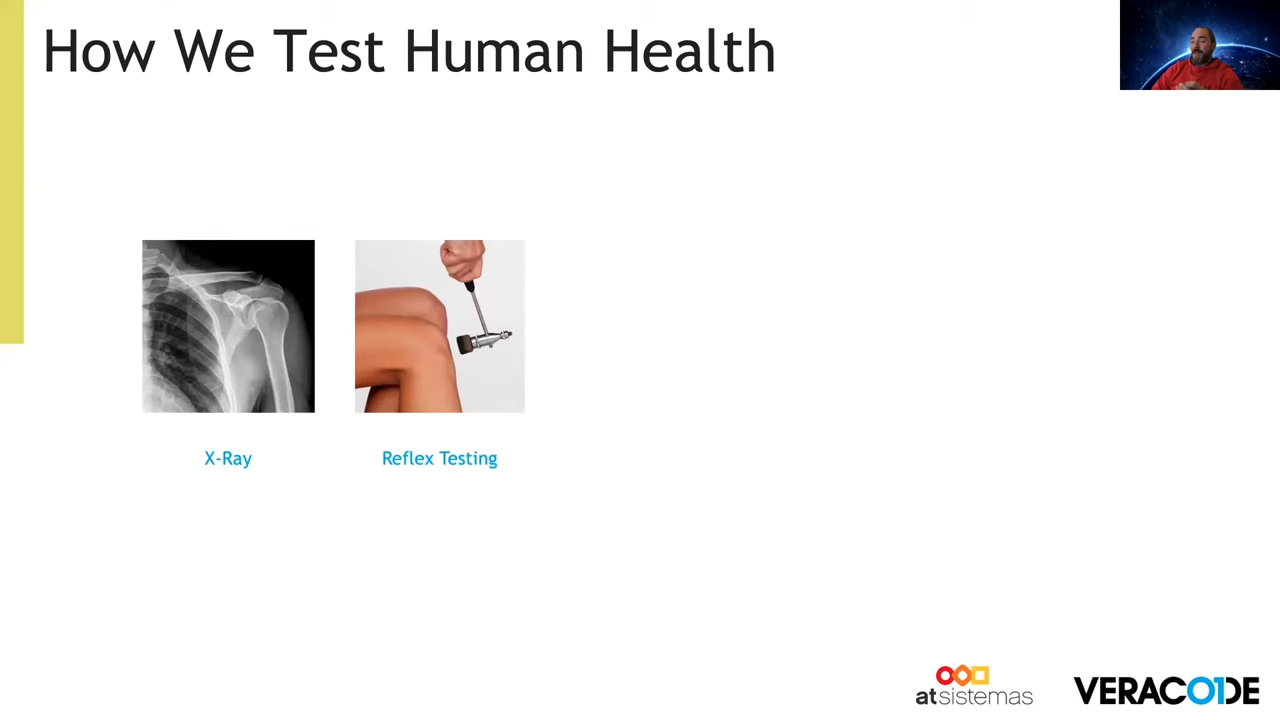 How We Test Human Health
X-Ray
Reflex Testing
atsistemas
VERACODE